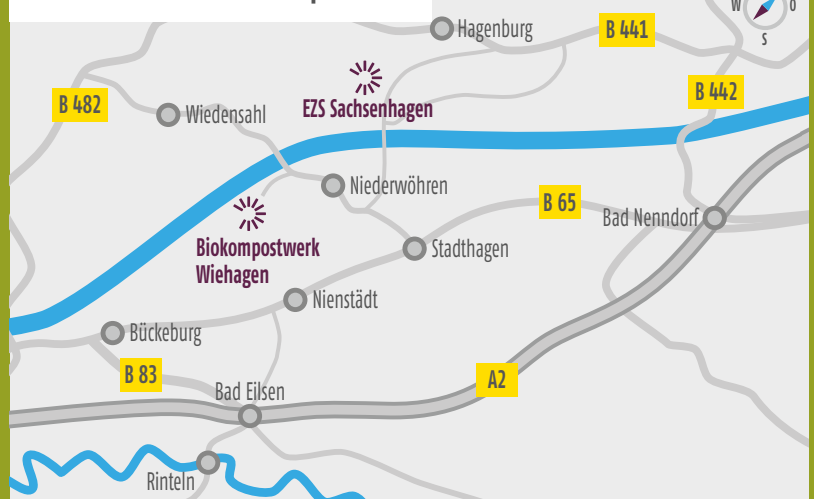 Hagenburg
B 441
W
O
S
B 482
B 442
EZS Sachsenhagen
Wiedensahl
Niederwöhren
B 65
Bad Nenndorf
Biokompostwerk
Wiehagen
Stadthagen
Nienstädt
Bückeburg
B 83
A2
Bad Eilsen
Rinteln